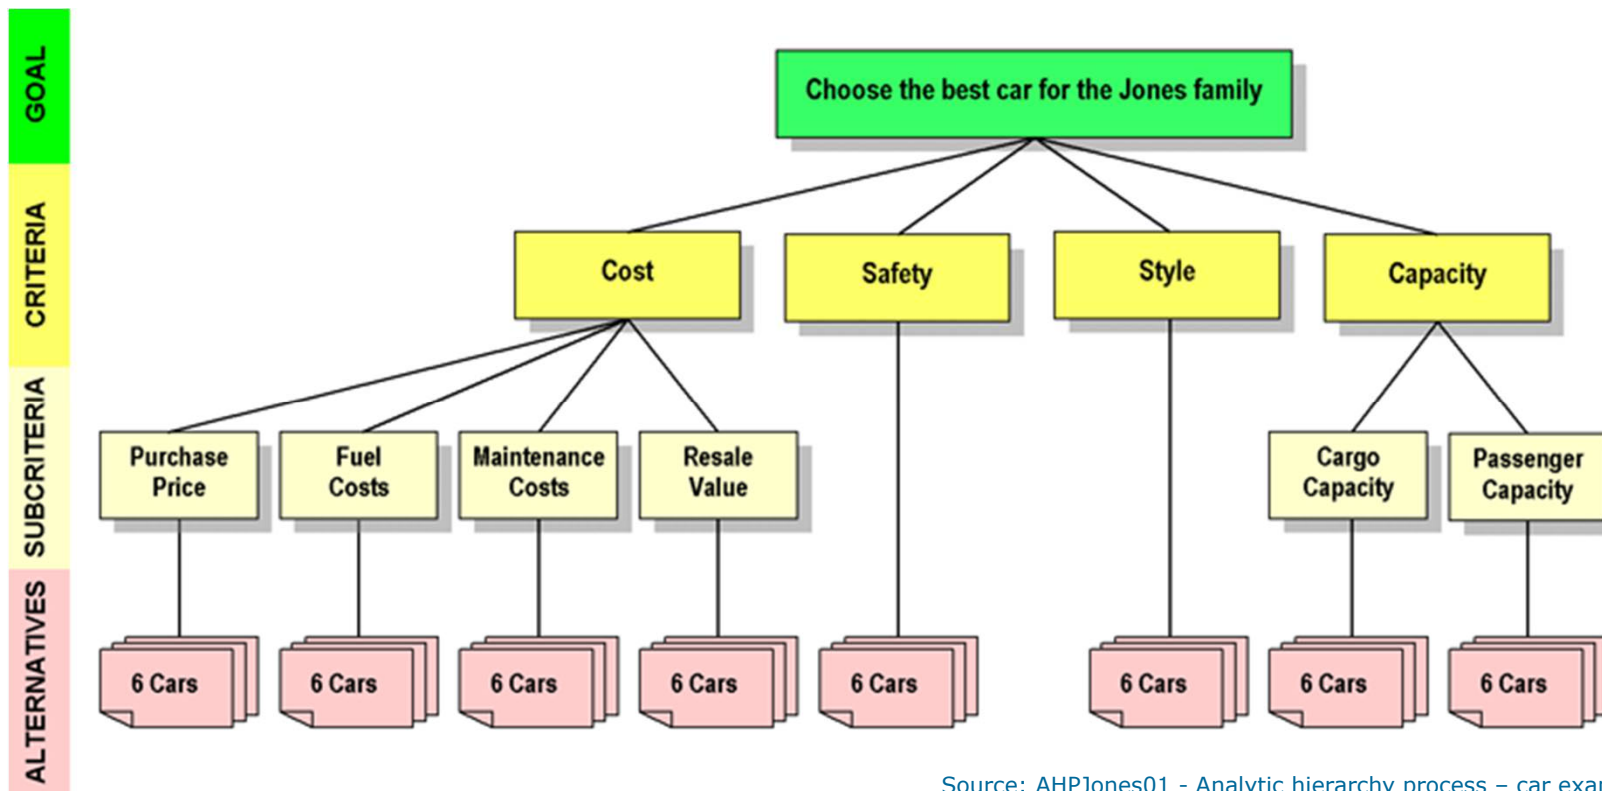 GOAL
Choose the best car for the Jones family
CRITERIA
Cost
Safety
Style
Capacity
SUBCRITERIA
Purchase
Price
Fuel
Costs
Maintenance
Costs
Resale
Value
Cargo
Capacity
Passenger
Capacity
ALTERNATIVES
6 Cars
6 Cars
6 Cars
6 Cars
6 Cars
6 Cars
6 Cars
6 Cars
Source: AHPJones01 - Analytic hierarchy process – car